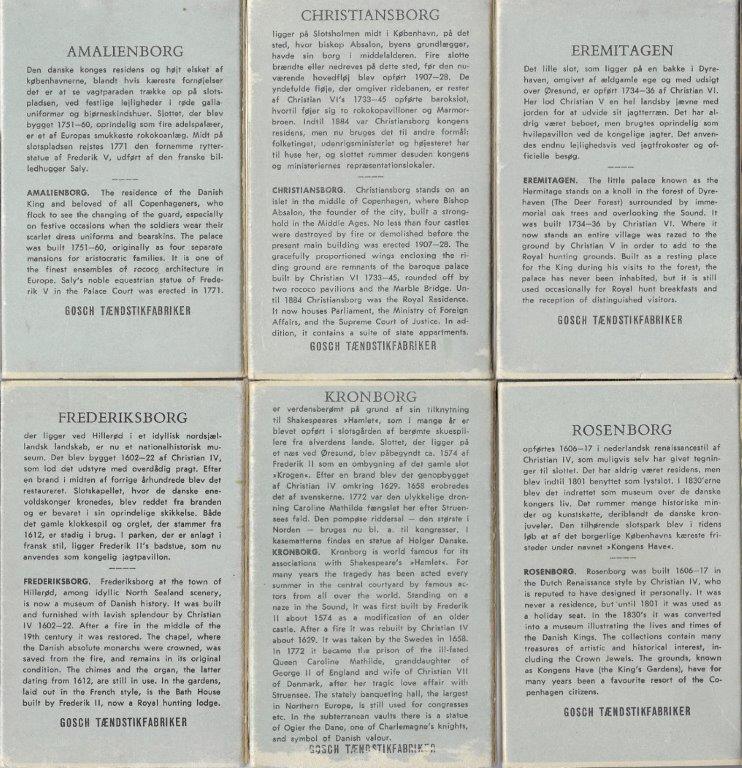 AMALIENBORG
Den danske konges residens og højt elsket af
københavnerne, blandt hvis daglige fornøjelser
det er at se vagtparaden trække op på slots-
pladsen, ved festlige lejligheder i røde galla-
uniformer og bjørneskindshuer. Slottet, der blev
bygget 1751—60, oprindelig som fire adelspalæer,
er et af Europas smukkeste rokokoanlæg. Midt på
slotspladsen rejstes 1771 den fornemme rytter-
statue af Frederik V, udført af den franske bil-
ledhugger Saly.
AMALIENBORG. The residence of the Danish
King and beloved of all Copenhageners, who
flock to see the changing of the guard, especially
on festive occasions when the soldiers wear their
scarlet dress uniforms and bearskins. The palace
was built 1751—60, originally as four separate
mansions for aristocratic families. It is one of
the finest ensembles of rococo architecture in
Europe. Saly's noble equestrian statue of Frede-
rik V in the Palace Court was erected in 1771.
GOSCH TÆNDSTIKFABRIKER
CHRISTIANSBORG
ligger på Slotsholmen midt i København, på det
sted, hvor biskop Absalon, byens grundlægger,
havde sin borg i middelalderen. Fire slotte
brændte eller nedreves på dette sted, før den nu-
værende hovedfløj blev opført 1907—28. De
yndefulde fløje, der omgiver ridebanen, er rester
af Christian VI's 1733—45 opførte barokslot,
hvortil føjer sig to rokokopavilloner og Marmor-
broen. Indtil 1884 var Christiansborg kongens
residens, men nu bruges det til andre formål:
folketinget, udenrigsministeriet og højesteret har
til huse her, og slottet rummer desuden kongens
og ministeriernes repræsentationslokaler.
CHRISTIANSBORG. Christiansborg stands on an
islet in the middle of Copenhagen, where Bishop
Absalon, the founder of the city, built a strong-
hold in the Middle Ages. No less than four castles
were destroyed by fire or demolished before the
present main building was erected 1907—28. The
gracefully proportioned wings enclosing the ri-
ding ground are remnants of the baroque palace
built by Christian VI 1733—45, rounded off by
two rococo pavilions and the Marble Bridge. Un-
til 1884 Christiansborg was the Royal Residence.
It now houses Parliament, the Ministry of Foreign
Affairs, and the Supreme Court of Justice. In ad-
dition, it contains a suite of state appartments.
GOSCH TÆNDSTIKFABRIKER
EREMITAGEN
Det lille slot, som ligger på en bakke i Dyre-
haven, omgivet af ældgamle ege og med udsigt
over Øresund, er opført 1734—36 af Christian VI.
Her lod Christian V en hel landsby jævne med
jorden for at udvide sit jagtterræn. Det har al-
drig været beboet, men brugtes oprindelig som
hvilepavillon ved de kongelige jagter. Det anven-
des endnu lejlighedsvis ved jagtfrokoster og of-
ficielle besøg.
EREMITAGEN. The little palace known as the
Hermitage stands on a knoll in the forest of Dyre-
haven (The Deer Forest) surrounded by imme-
morial oak trees and overlooking the Sound. It
was built 1734—36 by Christian VI. Where it
now stands an entire village was razed to the
ground by Christian V in order to add to the
Royal hunting grounds. Built as a resting place
for the King during his visits to the forest, the
palace has never been inhabited, but it is still
used occasionally for Royal hunt breakfasts and
the reception of distinguished visitors.
GOSCH TÆNDSTIKFABRIKER
FREDERIKSBORG
der ligger ved Hillerød i et idyllisk nordsjæl-
landsk landskab, er nu et nationalhistorisk mu-
seum. Det blev bygget 1602—22 af Christian IV,
som lod det udstyre med overdådig pragt. Efter
en brand i midten af forrige århundrede blev det
restaureret. Slotskapellet, hvor de danske ene-
voldskonger kronedes, blev reddet fra branden
og er bevaret i sin oprindelige skikkelse. Både
det gamle klokkespil og orglet, der stammer fra
1612, er stadig i brug. I parken, der er anlagt i
fransk stil, ligger Frederik II's badstue, som nu
anvendes som kongelig jagtpavillon.
FREDERIKSBORG. Frederiksborg at the town of
Hillerød, among idyllic North Sealand scenery,
is now a museum of Danish history. It was built
and furnished with lavish splendour by Christian
IV 1602—22. After a fire in the middle of the
19th century it was restored. The chapel, where
the Danish absolute monarchs were crowned, was
saved from the fire, and remains in its original
condition. The chimes and the organ, the latter
dating from 1612, are still in use. In the gardens,
laid out in the French style, is the Bath House
built by Frederik II, now a Royal hunting lodge.
GOSCH TÆNDSTIKFABRIKER
KRONBORG
er verdensberømt på grund af sin tilknytning
til Shakespeares »Hamlet«, som i mange år er
blevet opført i slotsgården af berømte skuespil-
lere fra alverdens lande. Slottet, der ligger på
et næs ved Øresund, blev påbegyndt ca. 1574 af
Frederik II som en ombygning af det gamle slot
»Krogen«. Efter en brand blev det genopbygget
af Christian IV omkring 1629. 1658 erobredes
det af svenskerne. 1772 var den ulykkelige dron-
ning Caroline Mathilde fængslet her efter Struen-
sees fald. Den pompøse riddersal – den største i
Norden – bruges nu bl. a. til kongresser, i
kasematterne findes en statue af Holger Danske.
KRONBORG. Kronborg is world famous for its
associations with Shakespeare's »Hamlet«. For
many years the tragedy has been acted every
summer in the central courtyard by famous ac-
tors from all over the world. Standing on a
naze in the Sound, it was first built by Frederik
II about 1574 as a modification of an older
castle. After a fire it was rebuilt by Christian IV
about 1629. It was taken by the Swedes in 1658.
In 1772 it became the prison of the ill-fated
Queen Caroline Mathilde, granddaughter of
George II of England and wife of Christian VII
of Denmark, after her tragic love affair with
Struensee. The stately banqueting hall, the largest
in Northern Europe, is still used for congresses
etc. In the subterranean vaults there is a statue
of Ogier the Dane, one of Charlemagne's knights,
and symbol of Danish valour.
GOSCH TÆNDSTIKFABRIKER
ROSENBORG
opførtes 1606—17 i nederlandsk renaissancestil af
Christian IV, som muligvis selv har givet tegnin-
ger til slottet. Det har aldrig været residens, men
blev indtil 1801 benyttet som lystslot. I 1830'erne
blev det indrettet som museum over de danske
kongers liv. Det rummer mange historiske min-
der og kunstskatte, deriblandt de danske kron-
juveler. Den tilhørende slotspark blev i tidens
løb et af det borgerlige Københavns kæreste fri-
steder under navnet »Kongens Have«.
ROSENBORG. Rosenborg was built 1606—17 in
the Dutch Renaissance style by Christian IV, who
is reputed to have designed it personally. It was
never a residence, but until 1801 it was used as
a holiday seat. In the 1830's it was converted
into a museum illustrating the lives and times of
the Danish Kings. The collections contain many
treasures of artistic and historical interest, in-
cluding the Crown Jewels. The grounds, known
as Kongens Have (the King's Gardens), have for
many years been a favourite resort of the Co-
penhagen citizens.
GOSCH TÆNDSTIKFABRIKER